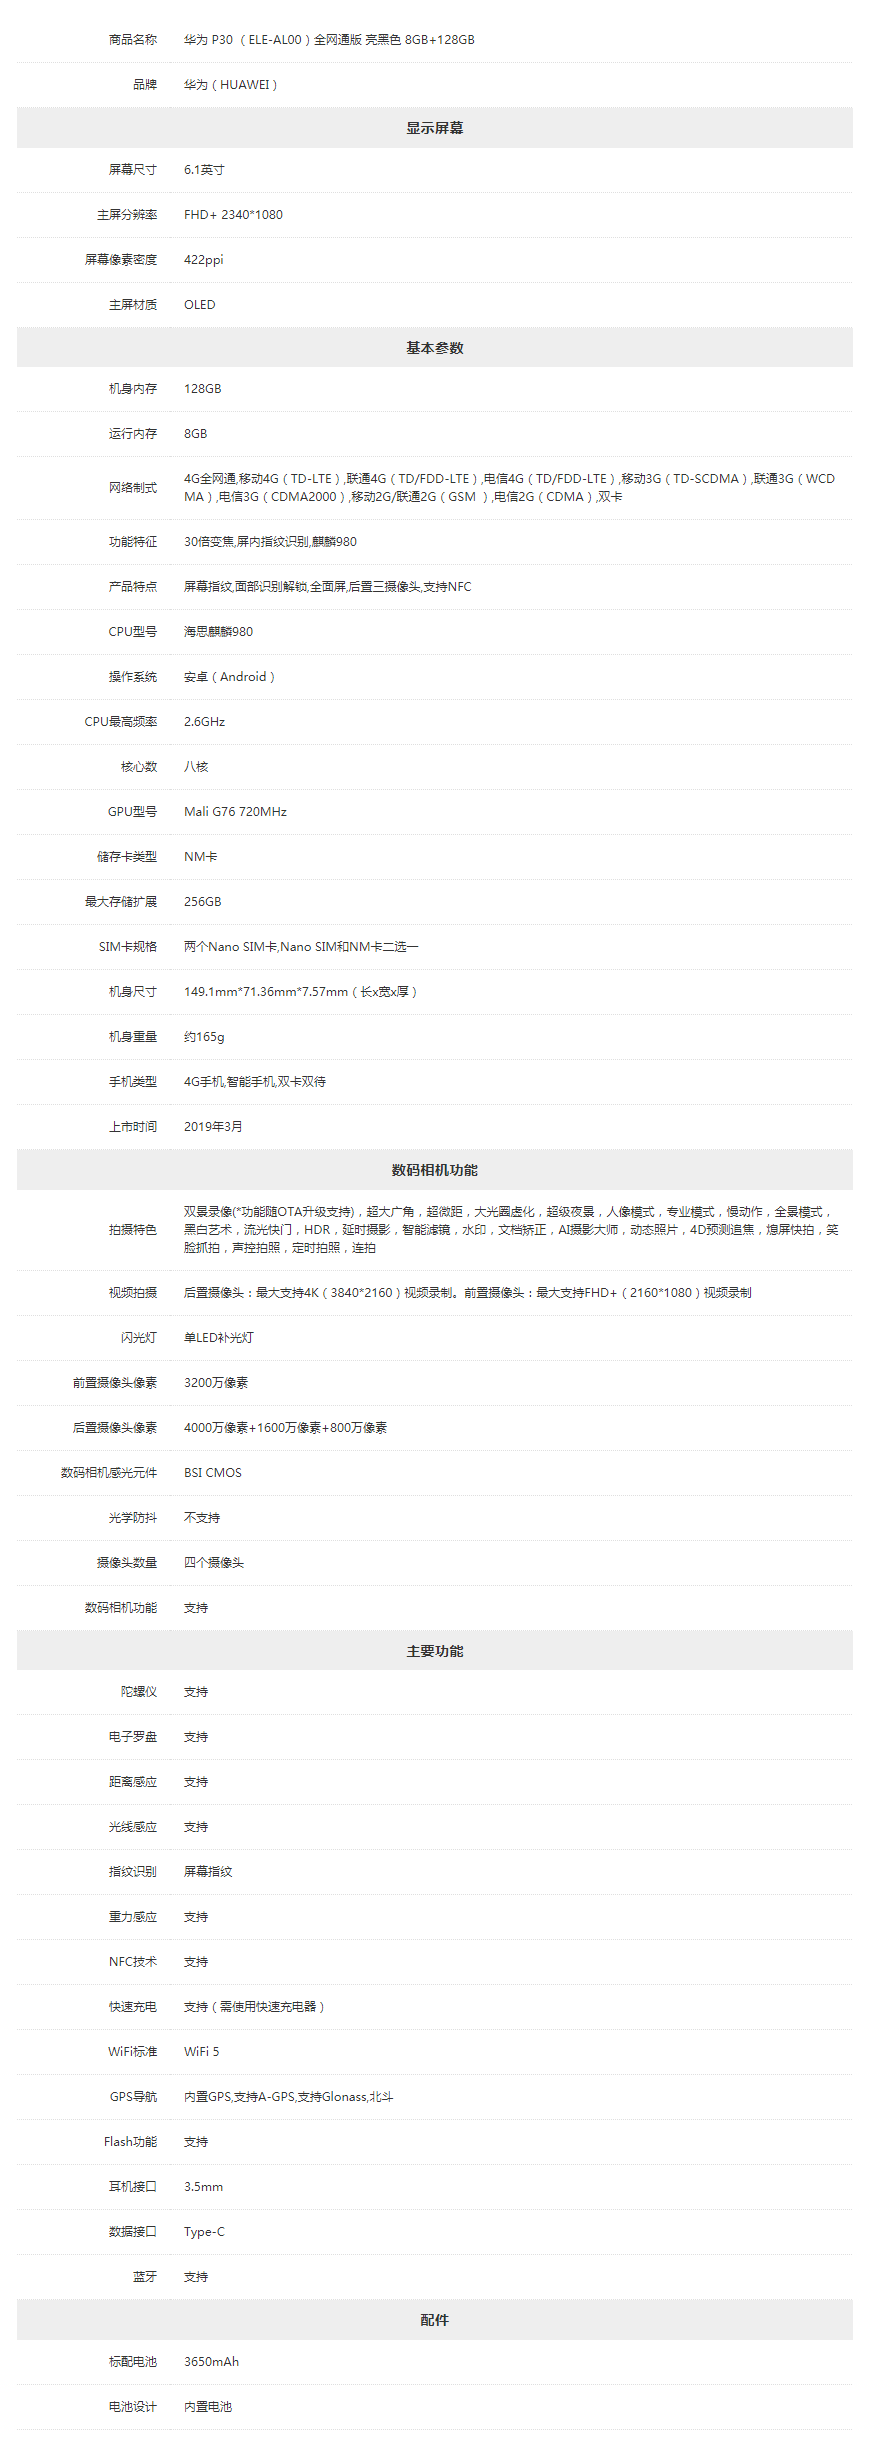 商品名称 华为 P30 （ELE-AL00）全网通版 亮黑色 8GB+128GB
品牌 华为（HUAWEI）
显示屏幕
屏幕尺寸 6.1英寸
主屏分辨率 FHD+ 2340*1080
屏幕像素密度 422ppi
主屏材质 OLED
基本参数
机身内存 128GB
运行内存 8GB
网络制式 4G全网通,移动4G（TD-LTE）,联通4G（TD/FDD-LTE）,电信4G（TD/FDD-LTE）,移动3G（TD-SCDMA）,联通3G（WCD
MA）,电信3G（CDMA2000）,移动2G/联通2G（GSM ）,电信2G（CDMA）,双卡
功能特征 30倍变焦,屏内指纹识别,麒麟980
产品特点 屏幕指纹,面部识别解锁,全面屏,后置三摄像头,支持NFC
CPU型号 海思麒麟980
操作系统 安卓（Android）
CPU最高频率 2.6GHz
核心数 八核
GPU型号 Mali G76 720MHz
储存卡类型 NM卡
最大存储扩展 256GB
SIM卡规格 两个Nano SIM卡,Nano SIM和NM卡二选一
机身尺寸 149.1mm*71.36mm*7.57mm（长x宽x厚）
机身重量 约165g
手机类型 4G手机,智能手机,双卡双待
上市时间 2019年3月
数码相机功能
拍摄特色 双景录像(*功能随OTA升级支持)，超大广角，超微距，大光圈虚化，超级夜景，人像模式，专业模式，慢动作，全景模式，
黑白艺术，流光快门，HDR，延时摄影，智能滤镜，水印，文档矫正，AI摄影大师，动态照片，4D预测追焦，熄屏快拍，笑
脸抓拍，声控拍照，定时拍照，连拍
视频拍摄 后置摄像头：最大支持4K（3840*2160）视频录制。前置摄像头：最大支持FHD+（2160*1080）视频录制
闪光灯 单LED补光灯
前置摄像头像素 3200万像素
后置摄像头像素 4000万像素+1600万像素+800万像素
数码相机感光元件 BSI CMOS
光学防抖 不支持
摄像头数量 四个摄像头
数码相机功能 支持
主要功能
陀螺仪 支持
电子罗盘 支持
距离感应 支持
光线感应 支持
指纹识别 屏幕指纹
重力感应 支持
NFC技术 支持
快速充电 支持（需使用快速充电器）
WiFi标准 WiFi 5
GPS导航 内置GPS,支持A-GPS,支持Glonass,北斗
Flash功能 支持
耳机接口 3.5mm
数据接口 Type-C
蓝牙 支持
配件
标配电池 3650mAh
电池设计 内置电池